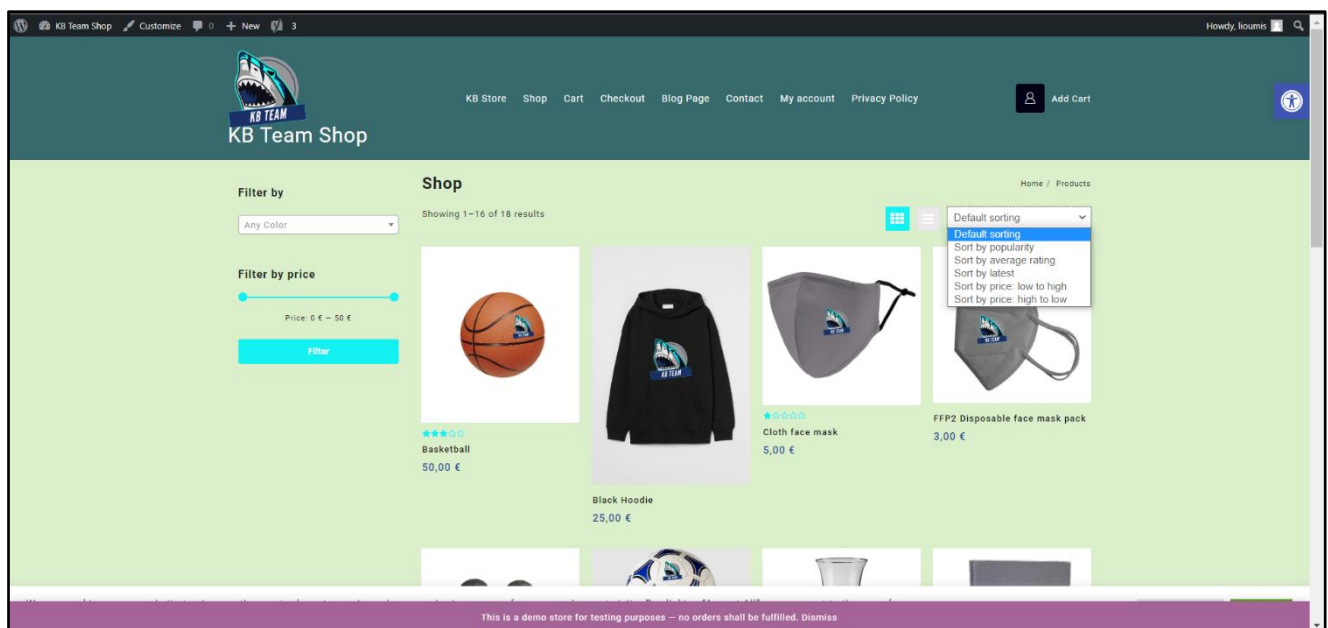 KB Team Shop Customize 0 New 3 Howdy, lioumis
KB TEAM
KB Team Shop
KB Store Shop Cart Checkout Blog Page Contact My account Privacy Policy Add Cart
Filter by
Any Color
Filter by price
Price: 0 € — 50 €
Filter
Shop
Home / Products
Showing 1–16 of 18 results
Default sorting
Default sorting
Sort by popularity
Sort by average rating
Sort by latest
Sort by price: low to high
Sort by price: high to low
KB TEAM
Basketball
50,00 €
Black Hoodie
25,00 €
Cloth face mask
5,00 €
FFP2 Disposable face mask pack
3,00 €
This is a demo store for testing purposes — no orders shall be fulfilled. Dismiss